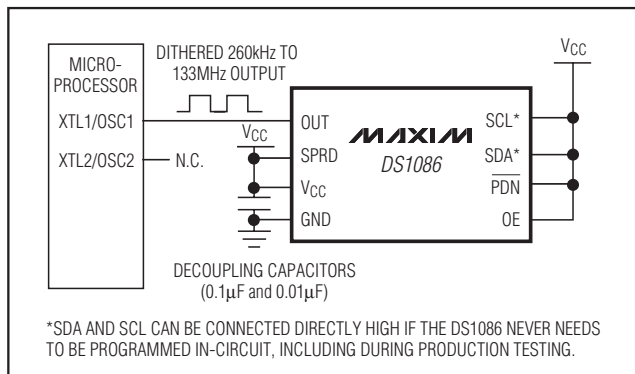 MICRO-
PROCESSOR
XTL1/OSC1
XTL2/OSC2
N.C.
DITHERED 260kHz TO
133MHz OUTPUT
VCC
OUT
SPRD
VCC
GND
MAXIM
DS1086
SCL*
SDA*
PDN
OE
VCC
DECOUPLING CAPACITORS
(0.1µF and 0.01µF)
*SDA AND SCL CAN BE CONNECTED DIRECTLY HIGH IF THE DS1086 NEVER NEEDS
TO BE PROGRAMMED IN-CIRCUIT, INCLUDING DURING PRODUCTION TESTING.